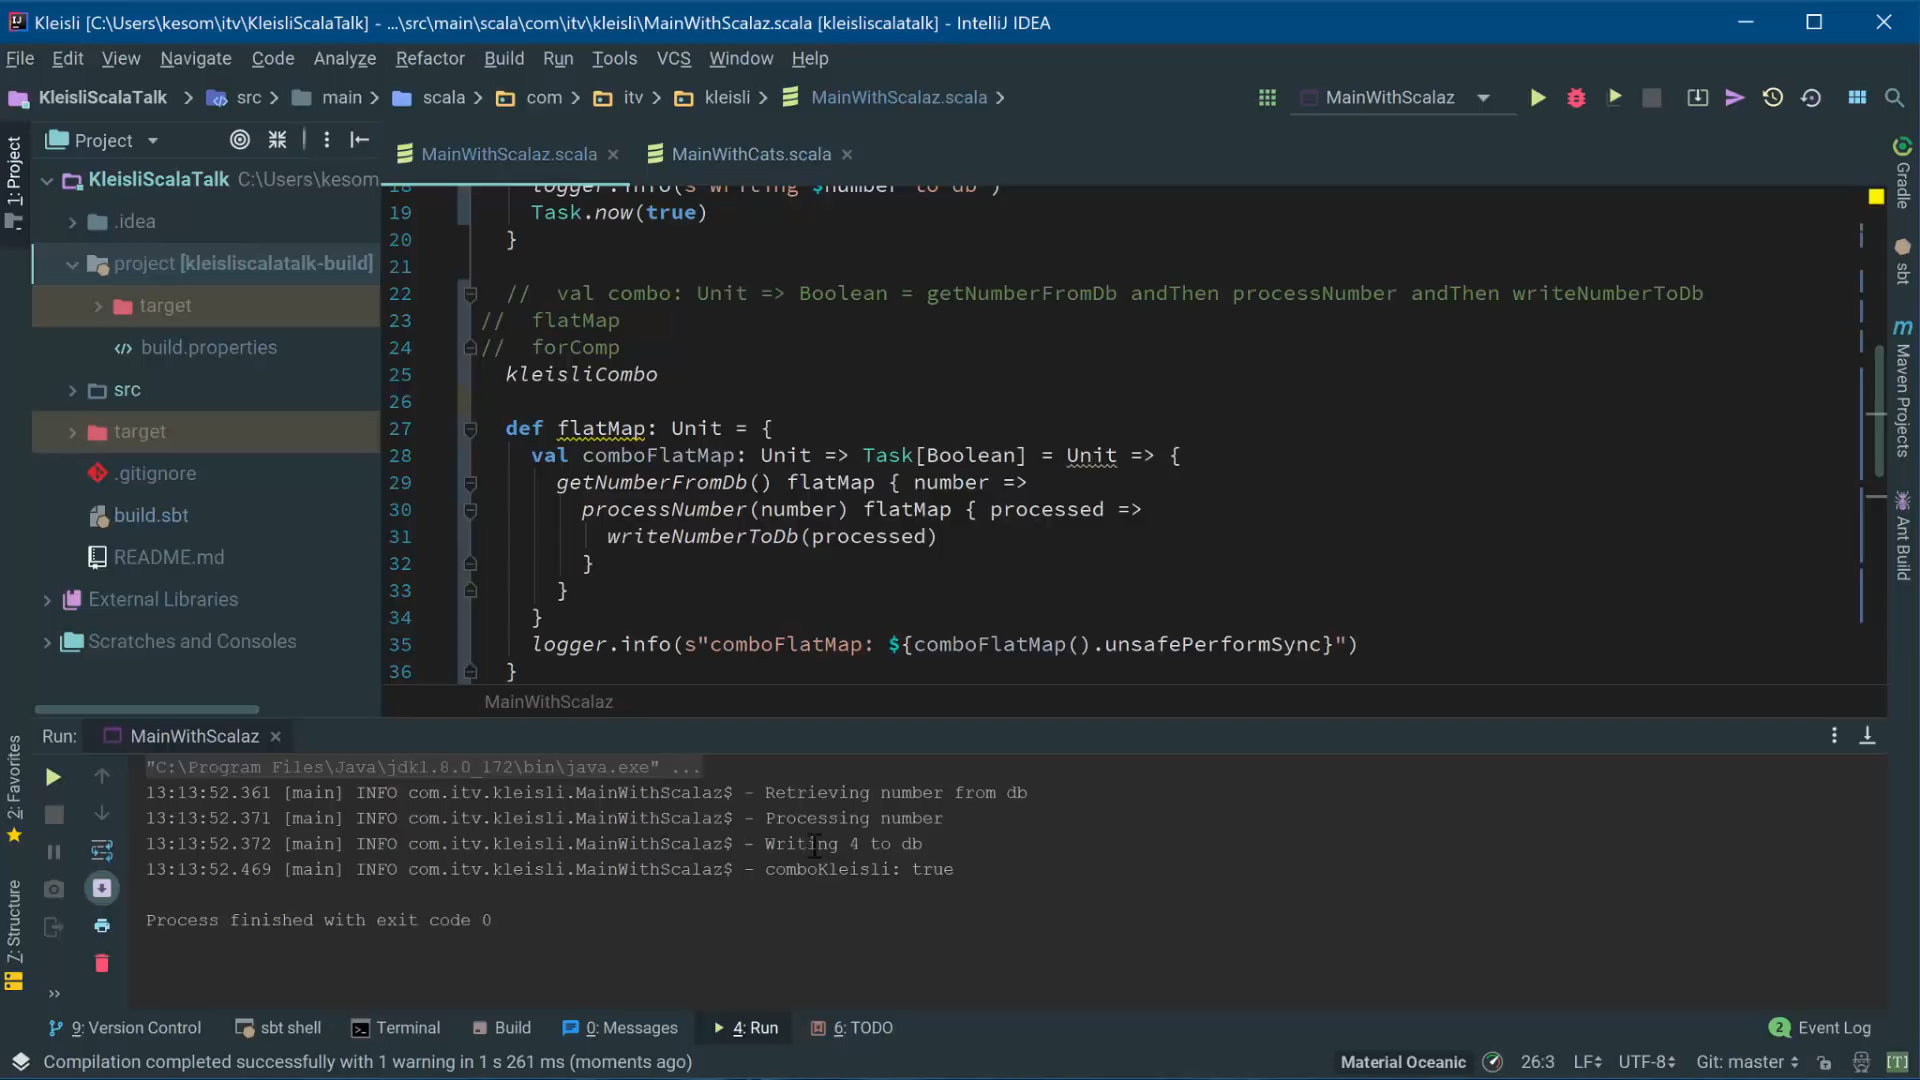 Kleisli [C:\Users\kesom\itv\KleisliScalaTalk] - ...\src\main\scala\com\itv\kleisli\MainWithScalaz.scala [kleisliscalatalk] - IntelliJ IDEA
File Edit View Navigate Code Analyze Refactor Build Run Tools VCS Window Help
KleisliScalaTalk src main scala com itv kleisli MainWithScalaz.scala MainWithScalaz
1: Project
Project
MainWithScalaz.scala MainWithCats.scala
KleisliScalaTalk C:\Users\kesom
.idea
project [kleisliscalatalk-build]
target
build.properties
src
target
.gitignore
build.sbt
README.md
External Libraries
Scratches and Consoles
18 logger.info(s"Writing $number to db")
19 Task.now(true)
20 }
21
22 // val combo: Unit => Boolean = getNumberFromDb andThen processNumber andThen writeNumberToDb
23 // flatMap
24 // forComp
25 kleisliCombo
26
27 def flatMap: Unit = {
28 val comboFlatMap: Unit => Task[Boolean] = Unit => {
29 getNumberFromDb() flatMap { number =>
30 processNumber(number) flatMap { processed =>
31 writeNumberToDb(processed)
32 }
33 }
34 }
35 logger.info(s"comboFlatMap: ${comboFlatMap().unsafePerformSync}")
36 }
MainWithScalaz
Gradle
sbt
Maven Projects
Ant Build
Run: MainWithScalaz
"C:\Program Files\Java\jdk1.8.0_172\bin\java.exe" ...
13:13:52.361 [main] INFO com.itv.kleisli.MainWithScalaz$ - Retrieving number from db
13:13:52.371 [main] INFO com.itv.kleisli.MainWithScalaz$ - Processing number
13:13:52.372 [main] INFO com.itv.kleisli.MainWithScalaz$ - Writing 4 to db
13:13:52.469 [main] INFO com.itv.kleisli.MainWithScalaz$ - comboKleisli: true
Process finished with exit code 0
2: Favorites
7: Structure
9: Version Control sbt shell Terminal Build 0: Messages 4: Run 6: TODO 2 Event Log
Compilation completed successfully with 1 warning in 1 s 261 ms (moments ago) Material Oceanic 26:3 LF UTF-8 Git: master [T]